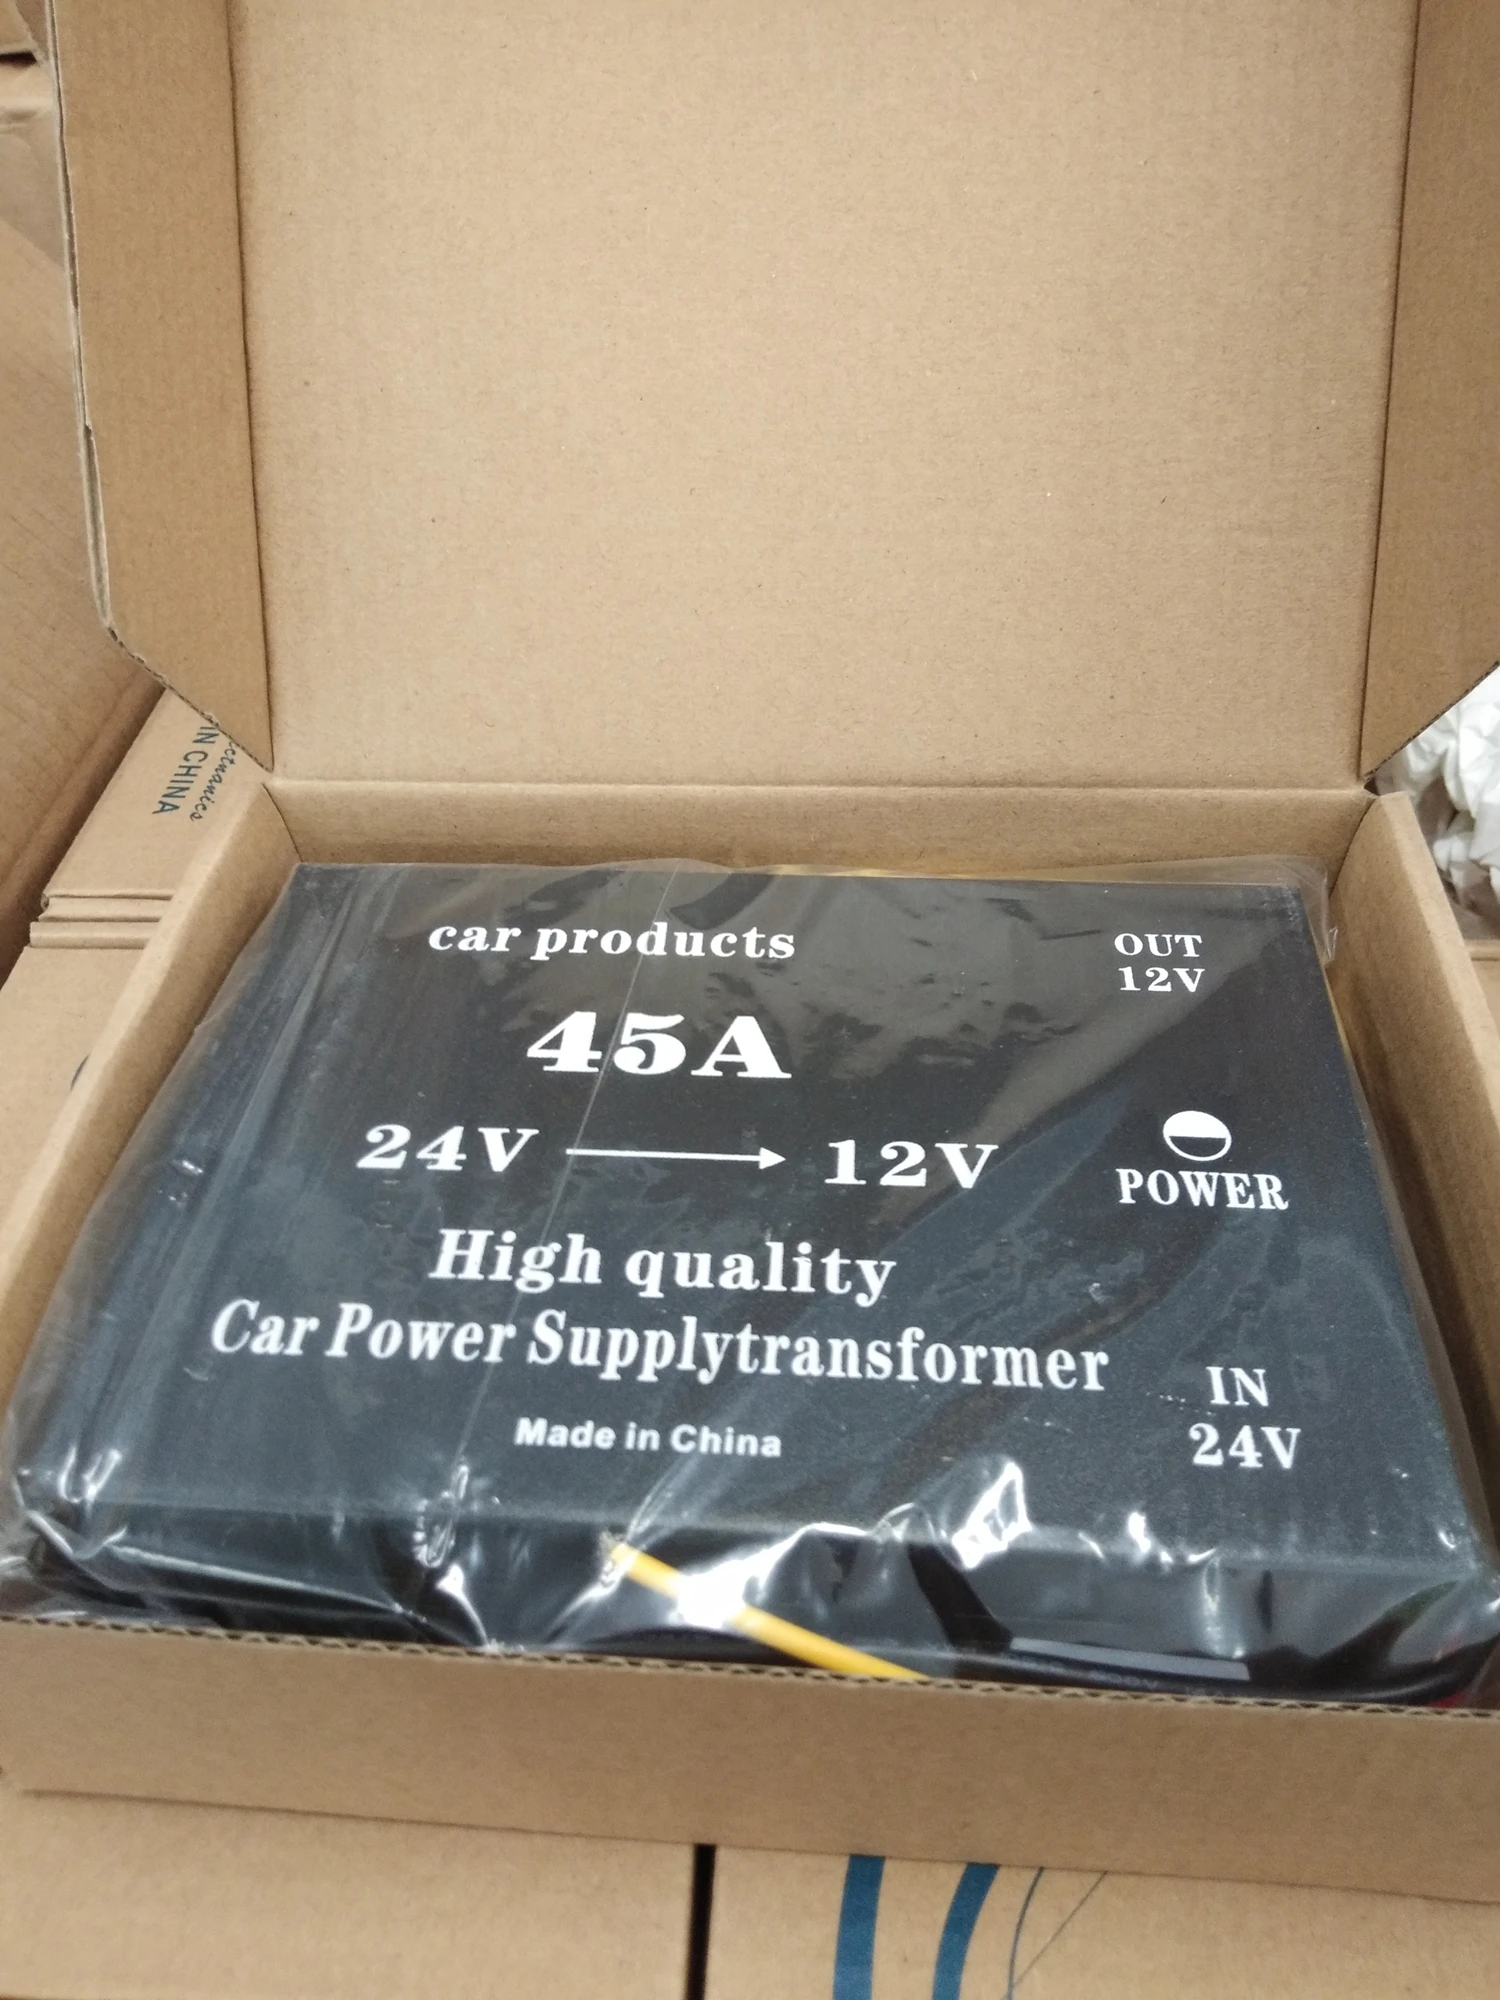 IN CHINA
car products
OUT
12V
45A
24V
12V
POWER
High quality
Car Power Supplytransformer
IN
24V
Made in China